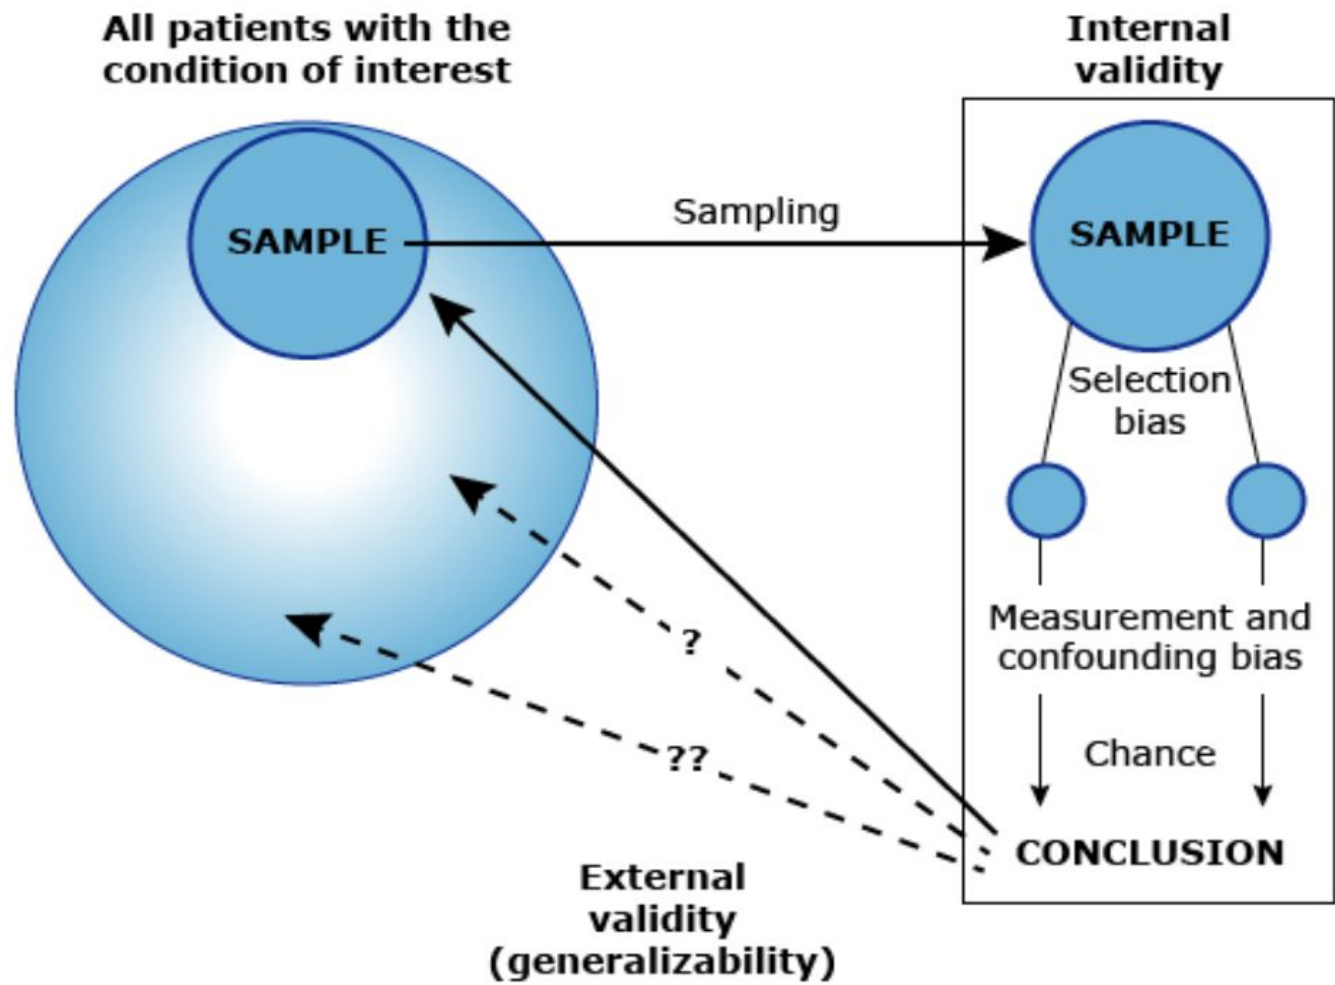 All patients with the
condition of interest
Internal
validity
SAMPLE
Sampling
SAMPLE
Selection
bias
Measurement and
confounding bias
?
??
Chance
CONCLUSION
External
validity
(generalizability)